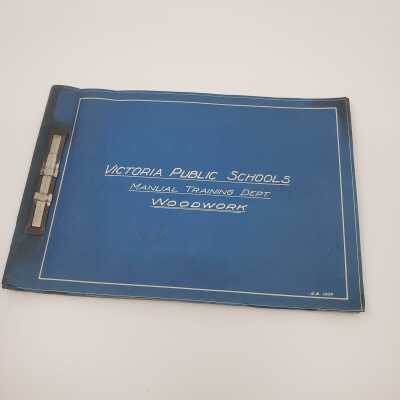 VICTORIA PUBLIC SCHOOLS
MANUAL TRAINING DEPT
WOODWORK